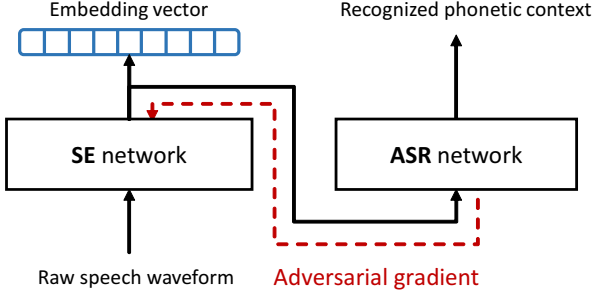 Embedding vector
Recognized phonetic context
SE network
ASR network
Raw speech waveform
Adversarial gradient